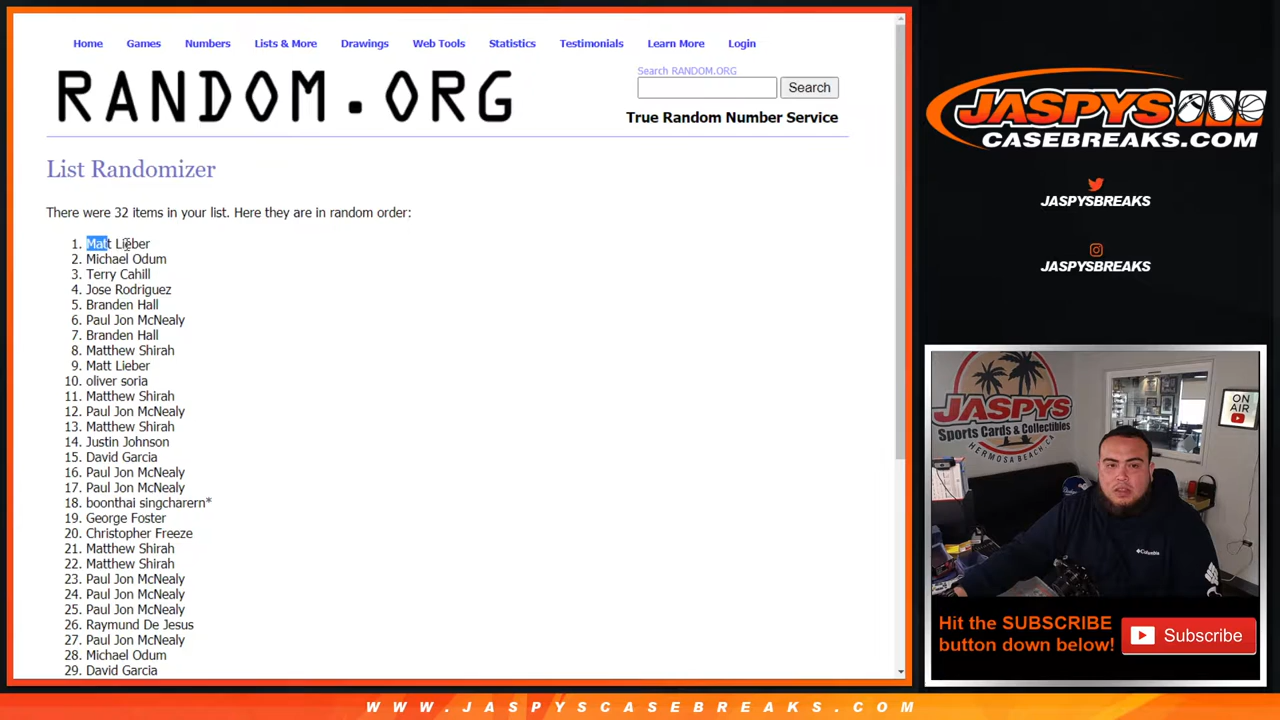 Home Games Numbers Lists & More Drawings Web Tools Statistics Testimonials Learn More Login
RANDOM.ORG
Search RANDOM.ORG
Search
True Random Number Service
List Randomizer
There were 32 items in your list. Here they are in random order:
1. Matt Lieber
2. Michael Odum
3. Terry Cahill
4. Jose Rodriguez
5. Branden Hall
6. Paul Jon McNealy
7. Branden Hall
8. Matthew Shirah
9. Matt Lieber
10. oliver soria
11. Matthew Shirah
12. Paul Jon McNealy
13. Matthew Shirah
14. Justin Johnson
15. David Garcia
16. Paul Jon McNealy
17. Paul Jon McNealy
18. boonthai singcharern*
19. George Foster
20. Christopher Freeze
21. Matthew Shirah
22. Matthew Shirah
23. Paul Jon McNealy
24. Paul Jon McNealy
25. Paul Jon McNealy
26. Raymund De Jesus
27. Paul Jon McNealy
28. Michael Odum
29. David Garcia
JASPYS
CASEBREAKS.COM
JASPYSBREAKS
JASPYSBREAKS
JASPYS
Sports Cards & Collectibles
HERMOSA BEACH, CA
ON AIR
Columbia
Hit the SUBSCRIBE
button down below!
Subscribe
WWW.JASPYSCASEBREAKS.COM